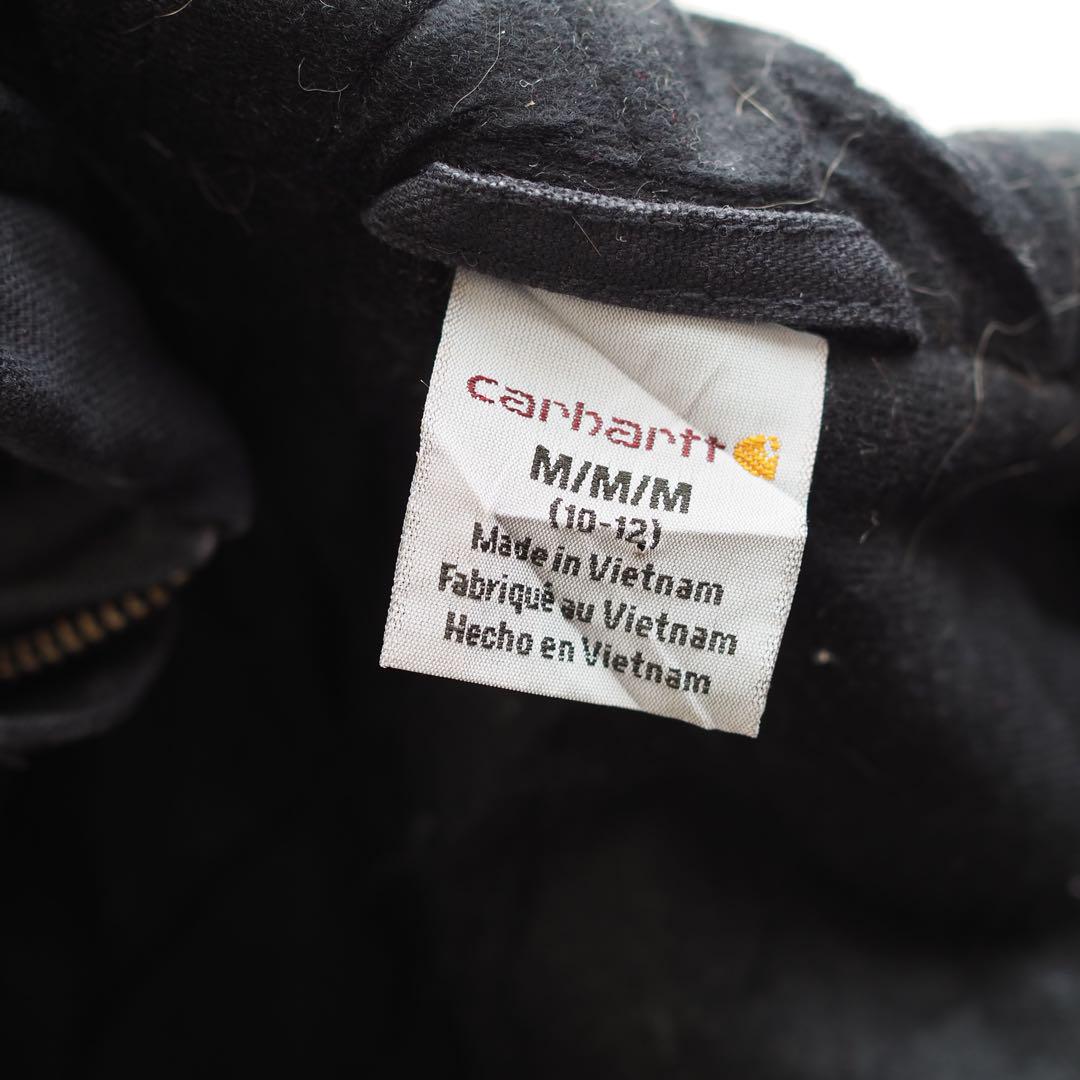 carhartt
M/M/M
(10-12)
Made in Vietnam
Fabriqué au Vietnam
Hecho en Vietnam